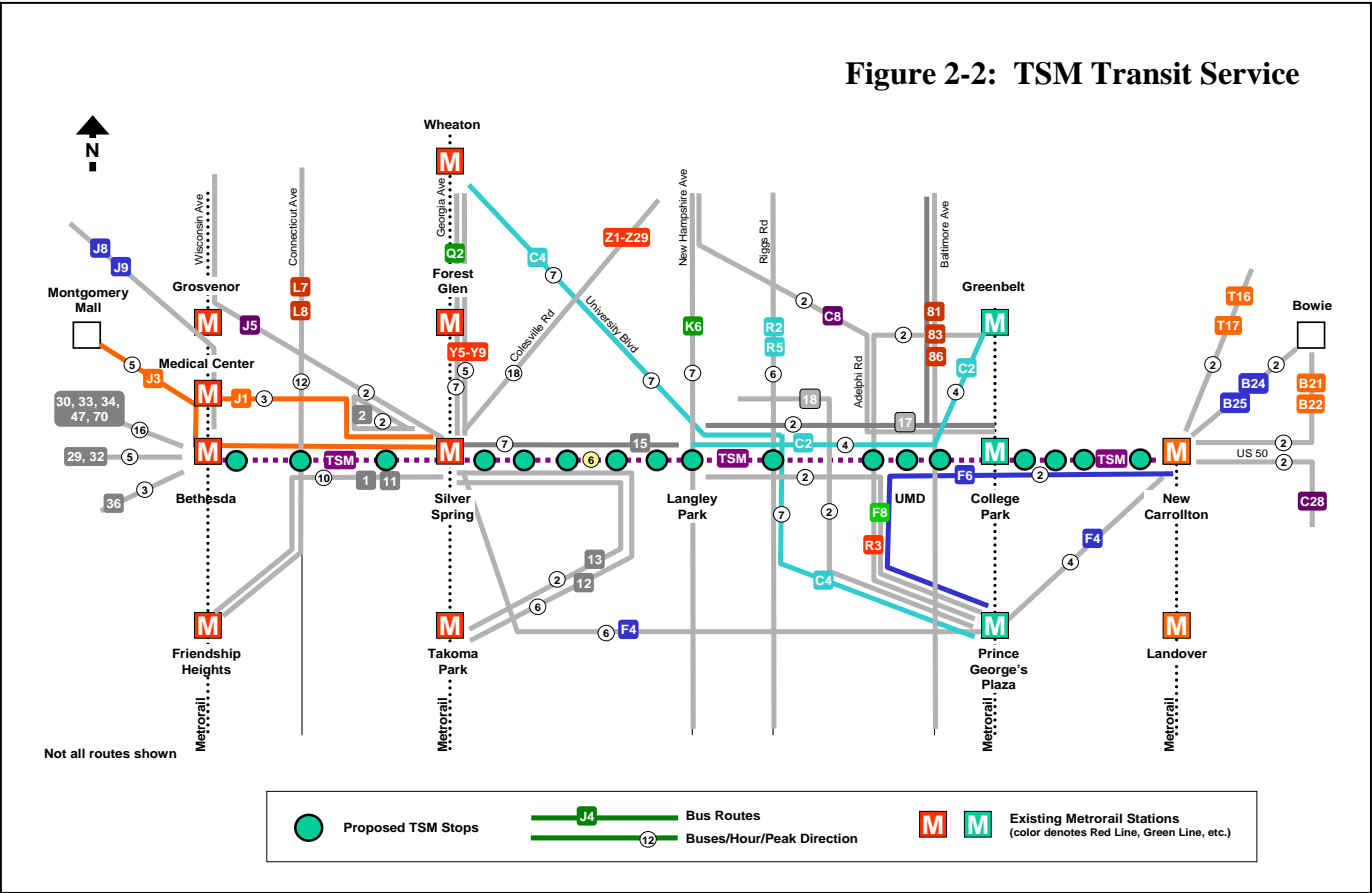 Figure 2-2: TSM Transit Service
N
Wheaton
M
Wisconsin Ave
Connecticut Ave
Georgia Ave
New Hampshire Ave
Riggs Rd
Baltimore Ave
J8
J9
Q2
Z1-Z29
C4
7
T16
Montgomery
Mall
Grosvenor
M
L7
L8
Forest
Glen
M
2
C8
Greenbelt
M
Bowie
J5
University Blvd
K6
R2
R5
81
83
86
2
T17
Colesville Rd
Y5-Y9
5
7
18
Adelphi Rd
C2
2
2
B24
B25
B21
B22
5
J3
Medical Center
M
J1
3
12
2
2
2
7
7
6
4
30, 33, 34,
47, 70
16
18
2
17
29, 32
5
M
TSM
M
7
15
6
TSM
C2
4
M
TSM
M
2
US 50
2
36
3
Bethesda
10
1
11
Silver
Spring
Langley
Park
2
UMD
F6
2
College
Park
New
Carrollton
C28
7
2
F8
R3
F4
4
13
2
12
6
C4
M
Friendship
Heights
M
Takoma
Park
6
F4
M
Prince
George's
Plaza
M
Landover
Metrorail
Metrorail
Metrorail
Metrorail
Not all routes shown
Proposed TSM Stops
J4
Bus Routes
12
Buses/Hour/Peak Direction
M
M
Existing Metrorail Stations
(color denotes Red Line, Green Line, etc.)